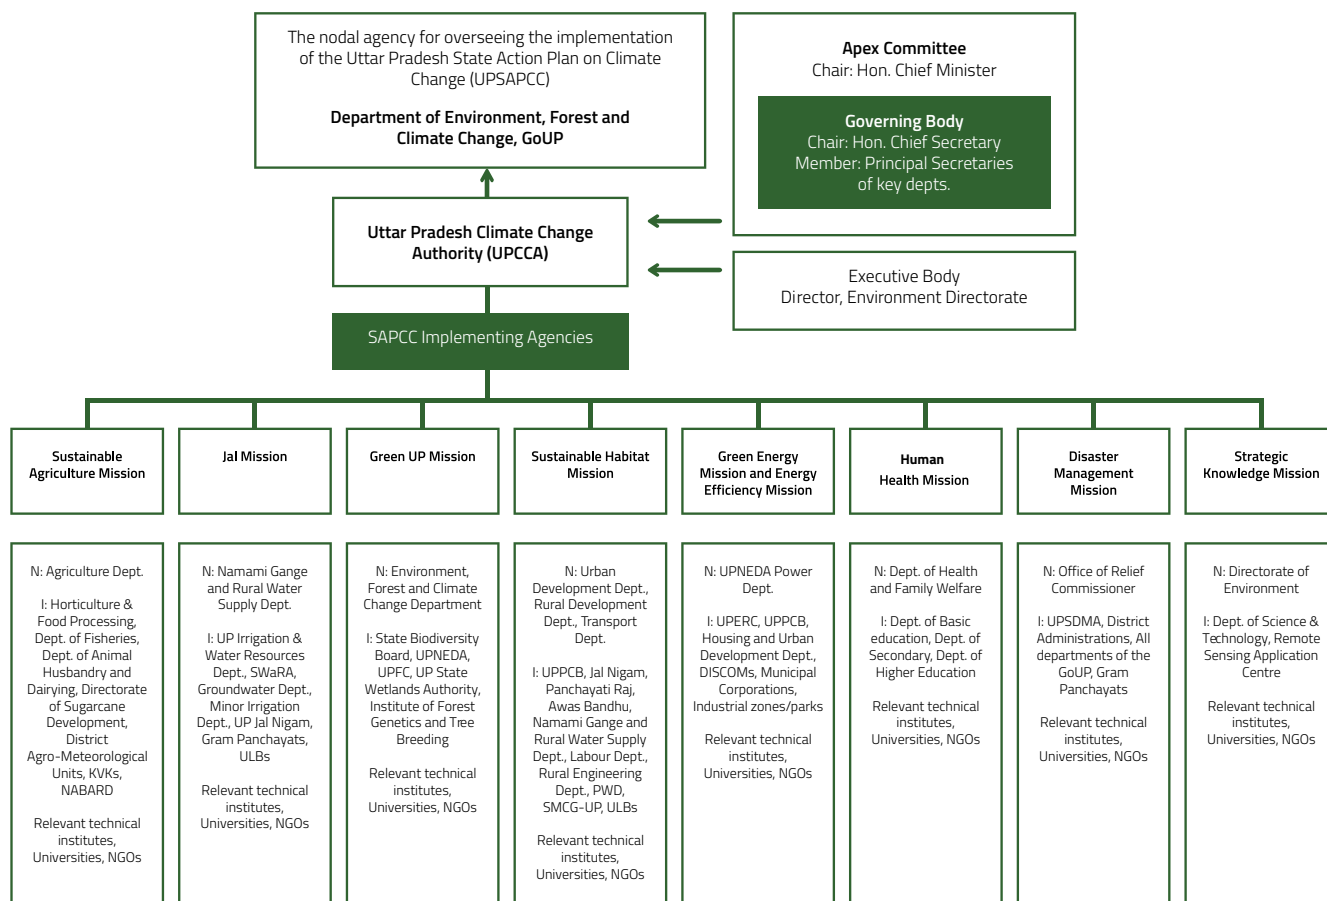 The nodal agency for overseeing the implementation
of the Uttar Pradesh State Action Plan on Climate
Change (UPSAPCC)
Department of Environment, Forest and
Climate Change, GoUP
Apex Committee
Chair: Hon. Chief Minister
Governing Body
Chair: Hon. Chief Secretary
Member: Principal Secretaries
of key depts.
Uttar Pradesh Climate Change
Authority (UPCCA)
Executive Body
Director, Environment Directorate
SAPCC Implementing Agencies
Sustainable
Agriculture Mission
Jal Mission
Green UP Mission
Sustainable Habitat
Mission
Green Energy
Mission and Energy
Efficiency Mission
Human
Health Mission
Disaster
Management
Mission
Strategic
Knowledge Mission
N: Agriculture Dept.
I: Horticulture &
Food Processing,
Dept. of Fisheries,
Dept. of Animal
Husbandry and
Dairying, Directorate
of Sugarcane
Development,
District
Agro-Meteorological
Units, KVKs,
NABARD
Relevant technical
institutes,
Universities, NGOs
N: Namami Gange
and Rural Water
Supply Dept.
I: UP Irrigation &
Water Resources
Dept., SWaRA,
Groundwater Dept.,
Minor Irrigation
Dept., UP Jal Nigam,
Gram Panchayats,
ULBs
Relevant technical
institutes,
Universities, NGOs
N: Environment,
Forest and Climate
Change Department
I: State Biodiversity
Board, UPNEDA,
UPFC, UP State
Wetlands Authority,
Institute of Forest
Genetics and Tree
Breeding
Relevant technical
institutes,
Universities, NGOs
N: Urban
Development Dept.,
Rural Development
Dept., Transport
Dept.
I: UPPCB, Jal Nigam,
Panchayati Raj,
Awas Bandhu,
Namami Gange and
Rural Water Supply
Dept., Labour Dept.,
Rural Engineering
Dept., PWD,
SMCG-UP, ULBs
Relevant technical
institutes,
Universities, NGOs
N: UPNEDA Power
Dept.
I: UPERC, UPPCB,
Housing and Urban
Development Dept.,
DISCOMs, Municipal
Corporations,
Industrial zones/parks
Relevant technical
institutes,
Universities, NGOs
N: Dept. of Health
and Family Welfare
I: Dept. of Basic
education, Dept. of
Secondary, Dept. of
Higher Education
Relevant technical
institutes,
Universities, NGOs
N: Office of Relief
Commissioner
I: UPSDMA, District
Administrations, All
departments of the
GoUP, Gram
Panchayats
Relevant technical
institutes,
Universities, NGOs
N: Directorate of
Environment
I: Dept. of Science &
Technology, Remote
Sensing Application
Centre
Relevant technical
institutes,
Universities, NGOs